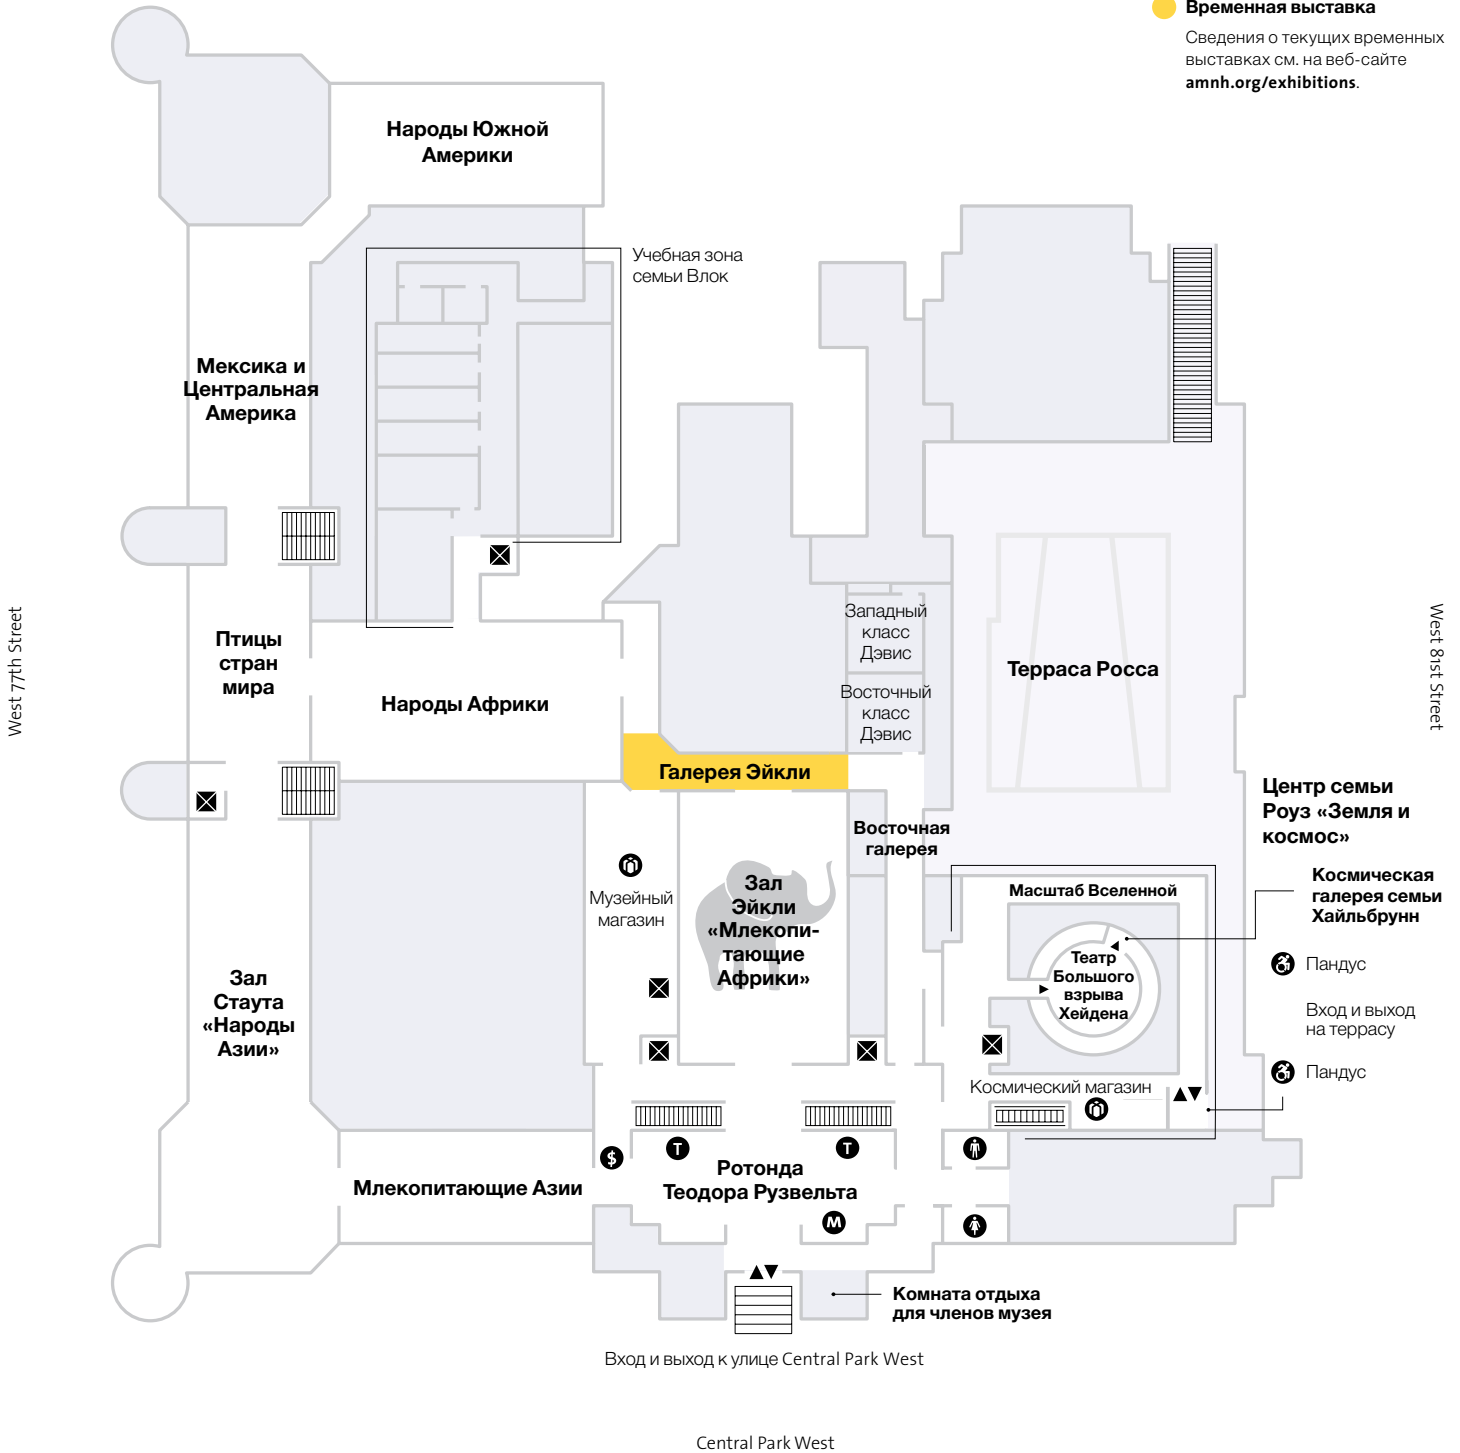 Временная выставка
Сведения о текущих временных
выставках см. на веб-сайте
amnh.org/exhibitions.
Народы Южной
Америки
Учебная зона
семьи Влок
Мексика и
Центральная
Америка
Западный
класс
Дэвис
Птицы
стран
мира
West 77th Street
West 81st Street
Терраса Росса
Народы Африки
Восточный
класс
Дэвис
Галерея Эйкли
Центр семьи
Роуз «Земля и
космос»
Восточная
галерея
Музейный
магазин
Зал
Эйкли
«Млекопи-
тающие
Африки»
Масштаб Вселенной
Космическая
галерея семьи
Хайльбрунн
Театр
Большого
взрыва
Хейдена
Пандус
Зал
Стаута
«Народы
Азии»
Вход и выход
на террасу
Пандус
Космический магазин
$
T
T
Ротонда
Теодора Рузвельта
Млекопитающие Азии
M
Комната отдыха
для членов музея
Вход и выход к улице Central Park West
Central Park West